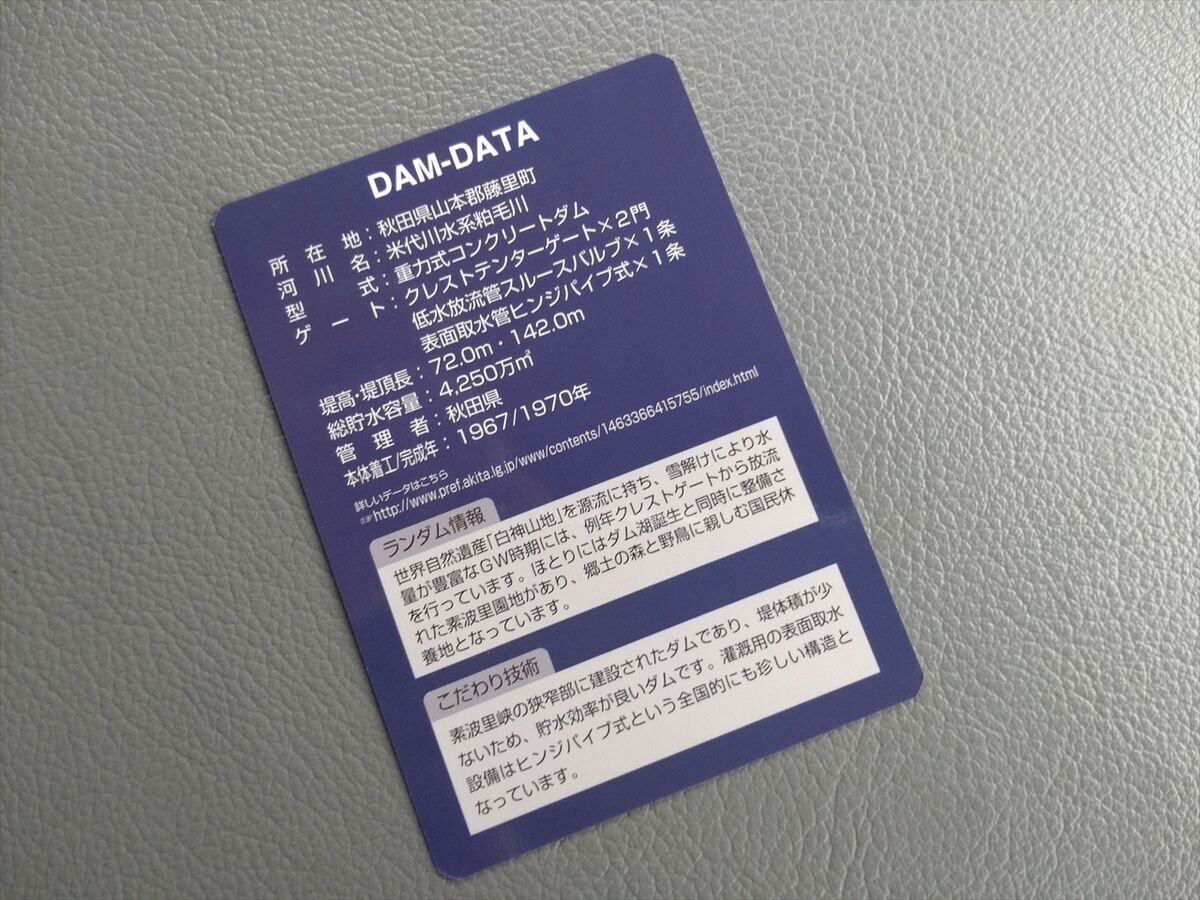 DAM-DATA
所在地：秋田県山本郡藤里町
河川名：米代川水系粕毛川
型式：重力式コンクリートダム
ゲート：クレストテンターゲート×2門
低水放流管スルースバルブ×1条
表面取水管ヒンジパイプ式×1条
堤高・堤頂長：72.0m・142.0m
総貯水容量：4,250万㎥
管理者：秋田県
本体着工/完成年：1967/1970年
詳しいデータはこちら
☞http://www.pref.akita.lg.jp/www/contents/1463366415755/index.html
ランダム情報
世界自然遺産「白神山地」を源流に持ち、雪解けにより水
量が豊富なGW時期には、例年クレストゲートから放流
を行っています。ほとりにはダム湖誕生と同時に整備さ
れた素波里園地があり、郷土の森と野鳥に親しむ国民休
養地となっています。
こだわり技術
素波里峡の狭窄部に建設されたダムであり、堤体積が少
ないため、貯水効率が良いダムです。灌漑用の表面取水
設備はヒンジパイプ式という全国的にも珍しい構造と
なっています。